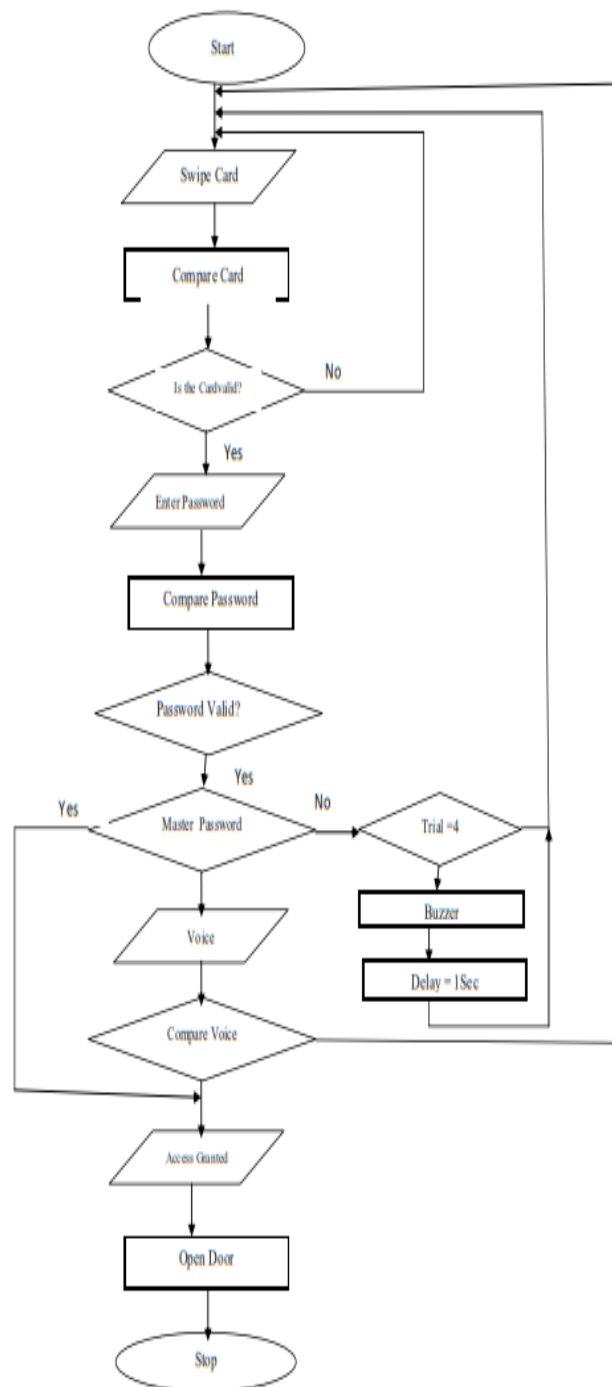 Start
Swipe Card
Compare Card
Is the Cardvalid?
No
Yes
Enter Password
Compare Password
Password Valid?
Yes
Yes
Master Password
No
Trial =4
Buzzer
Voice
Delay = 1Sec
Compare Voice
Access Granted
Open Door
Stop